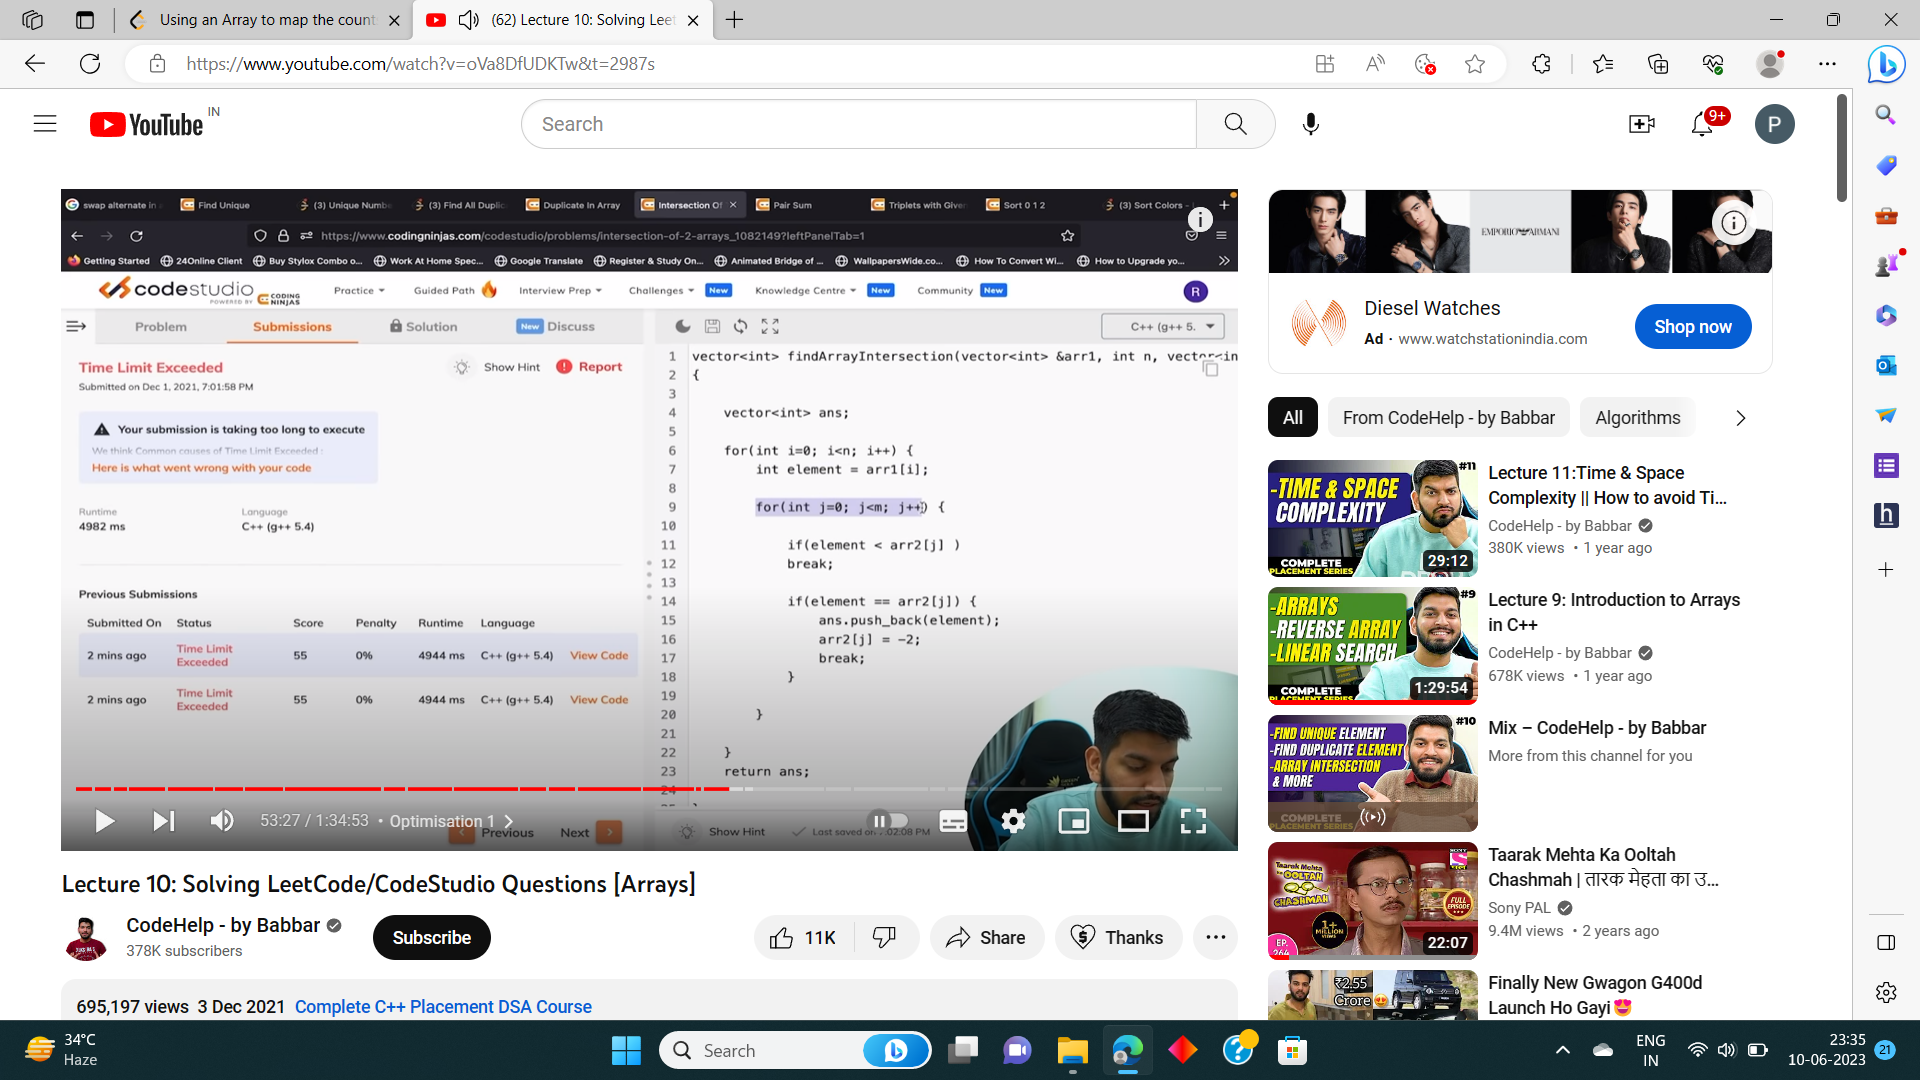 Using an Array to map the count
(62) Lecture 10: Solving Leet
https://www.youtube.com/watch?v=oVa8DfUDKTw&t=2987s
YouTube IN
Search
9+
P
swap alternate in
Find Unique
(3) Unique Numbe
(3) Find All Duplic
Duplicate In Array
Intersection Of
Pair Sum
Triplets with Given
Sort 0 1 2
(3) Sort Colors -
https://www.codingninjas.com/codestudio/problems/intersection-of-2-arrays_1082149?leftPanelTab=1
Getting Started
24Online Client
Buy Stylox Combo o...
Work At Home Spec...
Google Translate
Register & Study On...
Animated Bridge of ...
WallpapersWide.co...
How To Convert Wi...
How to Upgrade yo...
codestudio
POWERED BY CODING NINJAS
Practice
Guided Path
Interview Prep
Challenges New
Knowledge Centre New
Community New
R
Problem
Submissions
Solution
New Discuss
C++ (g++ 5.
Time Limit Exceeded
Show Hint
Report
Submitted on Dec 1, 2021, 7:01:58 PM
Your submission is taking too long to execute
We think Common causes of Time Limit Exceeded :
Here is what went wrong with your code
Runtime
Language
4982 ms
C++ (g++ 5.4)
Previous Submissions
Submitted On Status Score Penalty Runtime Language
2 mins ago Time Limit Exceeded 55 0% 4944 ms C++ (g++ 5.4) View Code
2 mins ago Time Limit Exceeded 55 0% 4944 ms C++ (g++ 5.4) View Code
1 vector<int> findArrayIntersection(vector<int> &arr1, int n, vector<in
2 {
3
4 vector<int> ans;
5
6 for(int i=0; i<n; i++) {
7 int element = arr1[i];
8
9 for(int j=0; j<m; j++) {
10
11 if(element < arr2[j] )
12 break;
13
14 if(element == arr2[j]) {
15 ans.push_back(element);
16 arr2[j] = -2;
17 break;
18 }
19
20 }
21
22 }
23 return ans;
24
53:27 / 1:34:53 • Optimisation 1
Previous
Next
Show Hint
Last saved on
:02:08 PM
Lecture 10: Solving LeetCode/CodeStudio Questions [Arrays]
CodeHelp - by Babbar
378K subscribers
Subscribe
11K
Share
Thanks
695,197 views 3 Dec 2021 Complete C++ Placement DSA Course
EMPORIO ARMANI
Diesel Watches
Ad · www.watchstationindia.com
Shop now
All
From CodeHelp - by Babbar
Algorithms
-TIME & SPACE
COMPLEXITY
#11
COMPLETE
PLACEMENT SERIES
29:12
Lecture 11:Time & Space
Complexity || How to avoid Ti...
CodeHelp - by Babbar
380K views • 1 year ago
-ARRAYS
-REVERSE ARRAY
-LINEAR SEARCH
#9
COMPLETE
PLACEMENT SERIES
1:29:54
Lecture 9: Introduction to Arrays
in C++
CodeHelp - by Babbar
678K views • 1 year ago
-FIND UNIQUE ELEMENT
-FIND DUPLICATE ELEMENT
-ARRAY INTERSECTION
& MORE
#10
COMPLETE
PLACEMENT SERIES
Mix – CodeHelp - by Babbar
More from this channel for you
Taarak Mehta
Ka OOLTAH
CHASHMAH
SONY
FULL
EPISODE
1+
MILLION
VIEWS
EP.
264
22:07
Taarak Mehta Ka Ooltah
Chashmah | तारक मेहता का उ...
Sony PAL
9.4M views • 2 years ago
₹2.55
Crore
Finally New Gwagon G400d
Launch Ho Gayi😍
34°C
Haze
Search
ENG
IN
23:35
10-06-2023
21